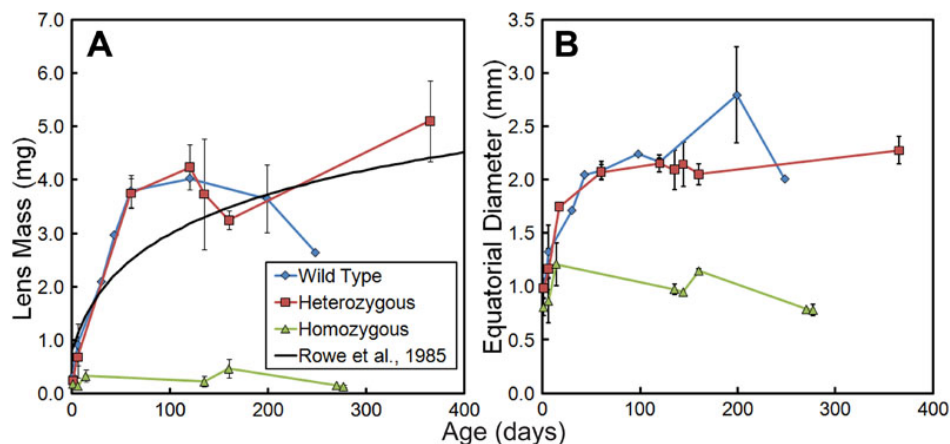 A
Lens Mass (mg)
7.0
6.0
5.0
4.0
3.0
2.0
1.0
0.0
0
100
200
300
400
Wild Type
Heterozygous
Homozygous
Rowe et al., 1985
B
Equatorial Diameter (mm)
3.5
3.0
2.5
2.0
1.5
1.0
0.5
0.0
0
100
200
300
400
Age (days)